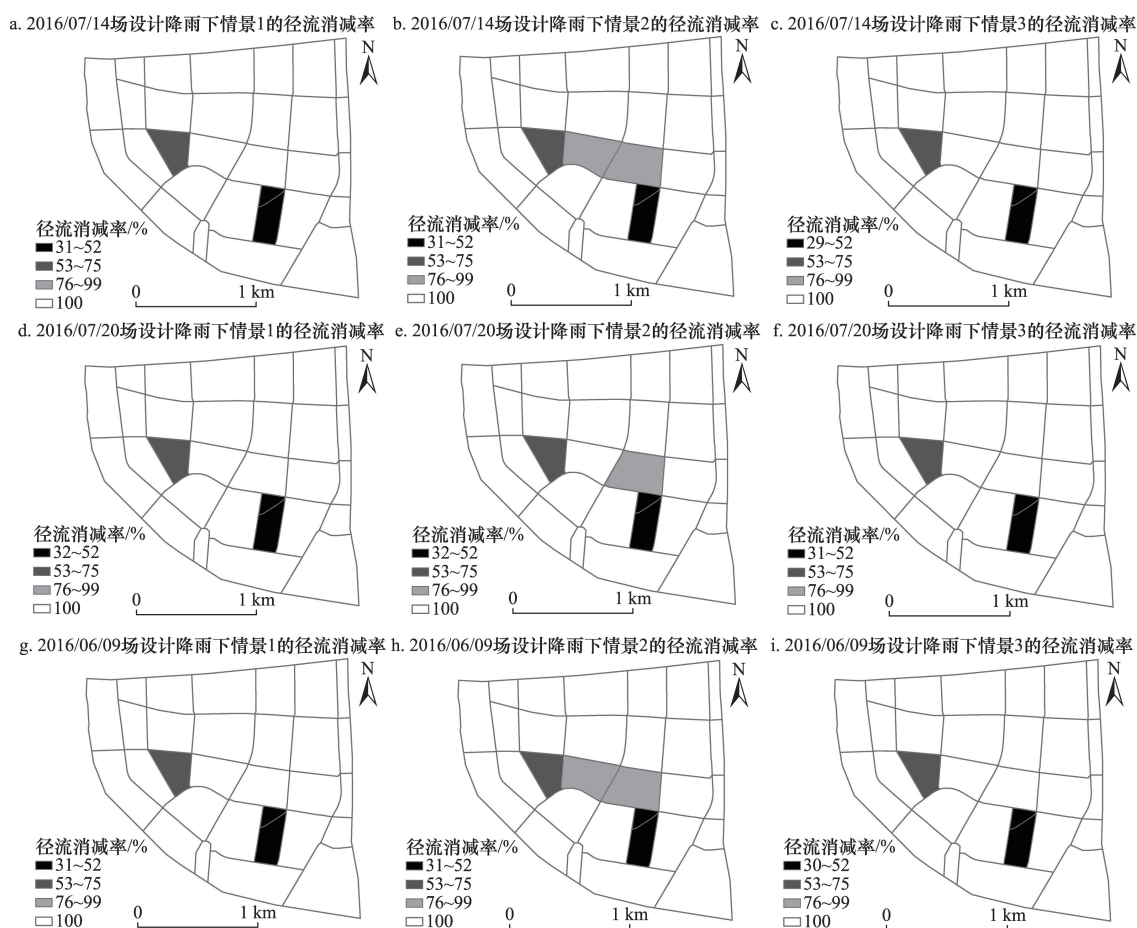 a. 2016/07/14场设计降雨下情景1的径流消减率
N
径流消减率/%
31~52
53~75
76~99
100
0 1 km
b. 2016/07/14场设计降雨下情景2的径流消减率
N
径流消减率/%
31~52
53~75
76~99
100
0 1 km
c. 2016/07/14场设计降雨下情景3的径流消减率
N
径流消减率/%
29~52
53~75
76~99
100
0 1 km
d. 2016/07/20场设计降雨下情景1的径流消减率
N
径流消减率/%
32~52
53~75
76~99
100
0 1 km
e. 2016/07/20场设计降雨下情景2的径流消减率
N
径流消减率/%
32~52
53~75
76~99
100
0 1 km
f. 2016/07/20场设计降雨下情景3的径流消减率
N
径流消减率/%
31~52
53~75
76~99
100
0 1 km
g. 2016/06/09场设计降雨下情景1的径流消减率
N
径流消减率/%
31~52
53~75
76~99
100
0 1 km
h. 2016/06/09场设计降雨下情景2的径流消减率
N
径流消减率/%
31~52
53~75
76~99
100
0 1 km
i. 2016/06/09场设计降雨下情景3的径流消减率
N
径流消减率/%
30~52
53~75
76~99
100
0 1 km